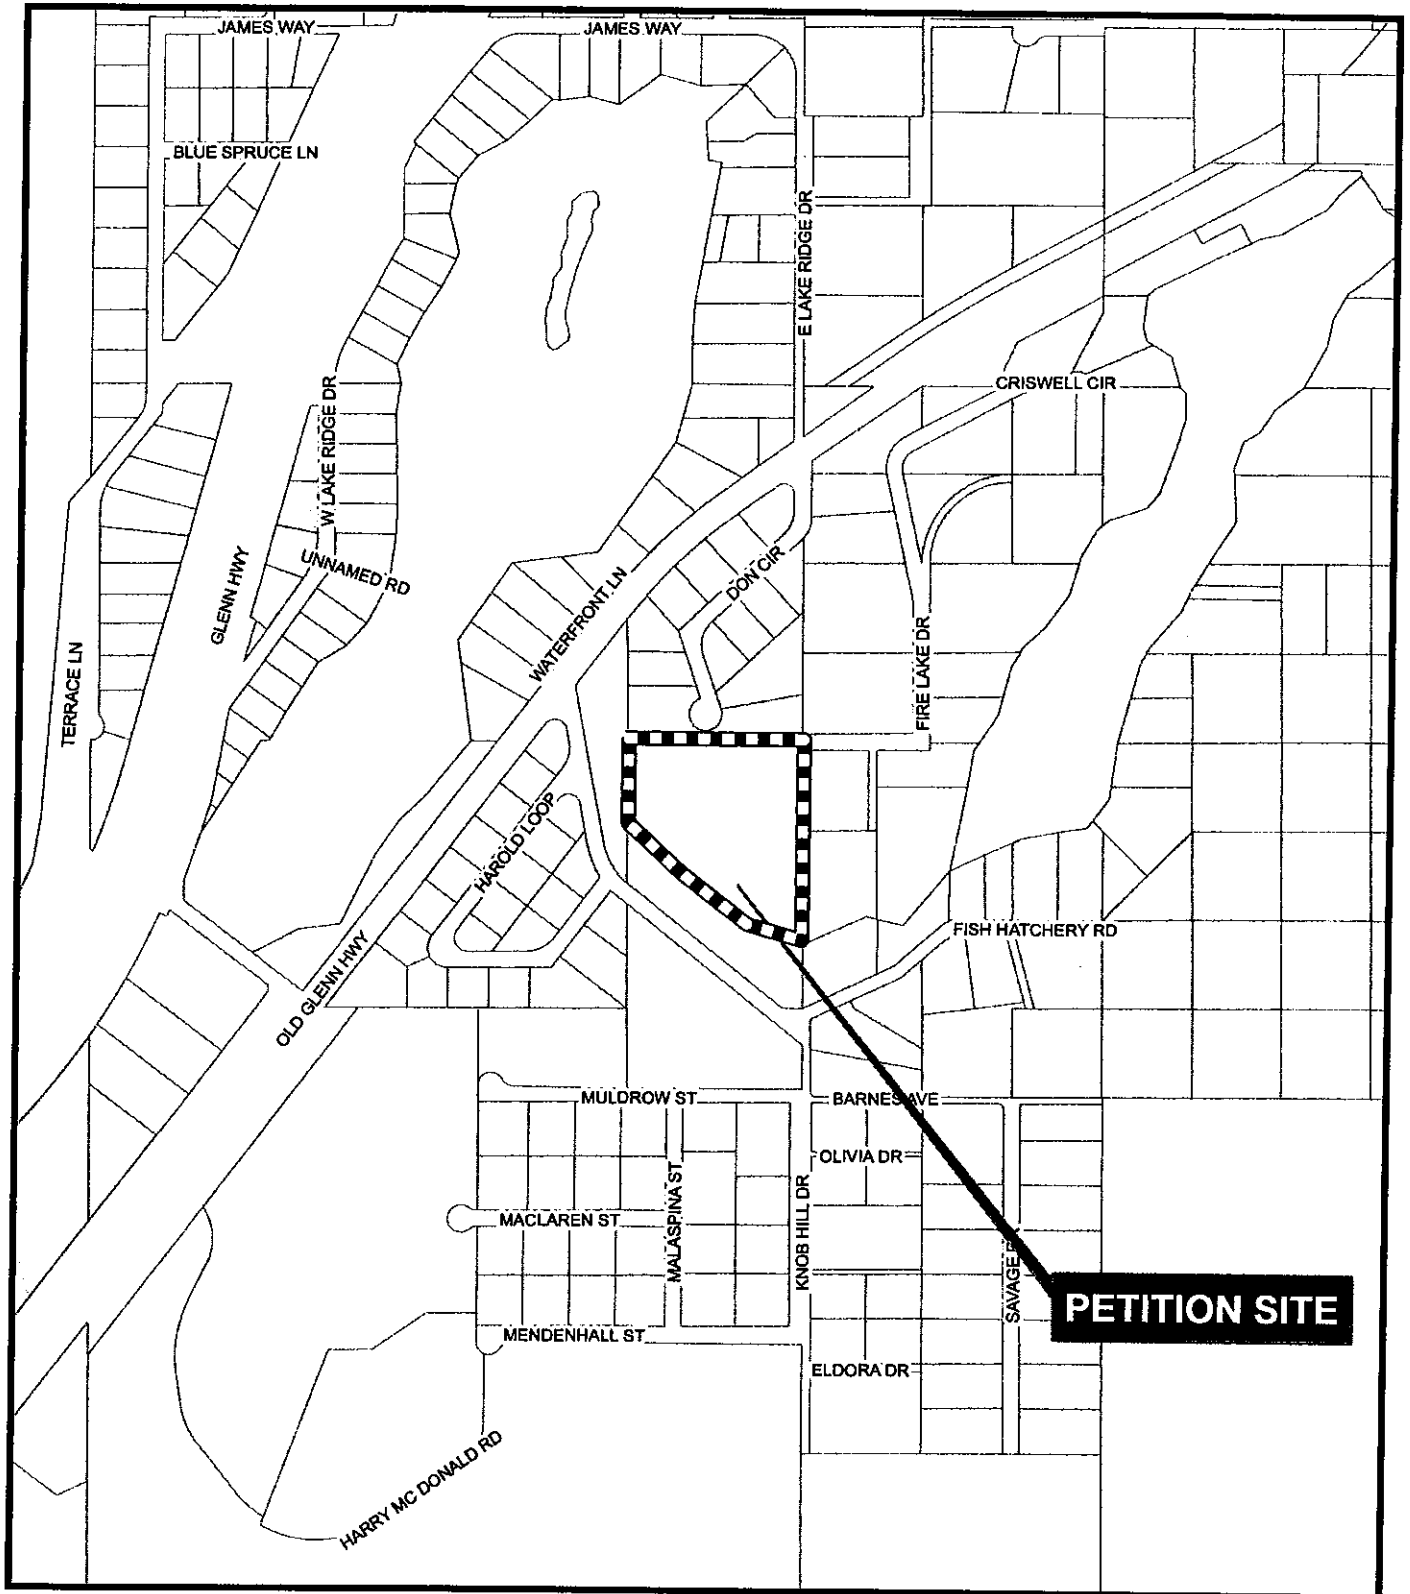 JAMES WAY
JAMES WAY
BLUE SPRUCE LN
E LAKE RIDGE DR
CRISWELL CIR
W LAKE RIDGE DR
UNNAMED RD
GLENN HWY
DON CIR
WATERFRONT LN
FIRE LAKE DR
TERRACE LN
HAROLD LOOP
FISH HATCHERY RD
OLD GLENN HWY
MULDROW ST
BARNES AVE
OLIVIA DR
MALASPINA ST
KNOB HILL DR
MACLAREN ST
SAVAGE
PETITION SITE
MENDENHALL ST
ELDORA DR
HARRY MC DONALD RD